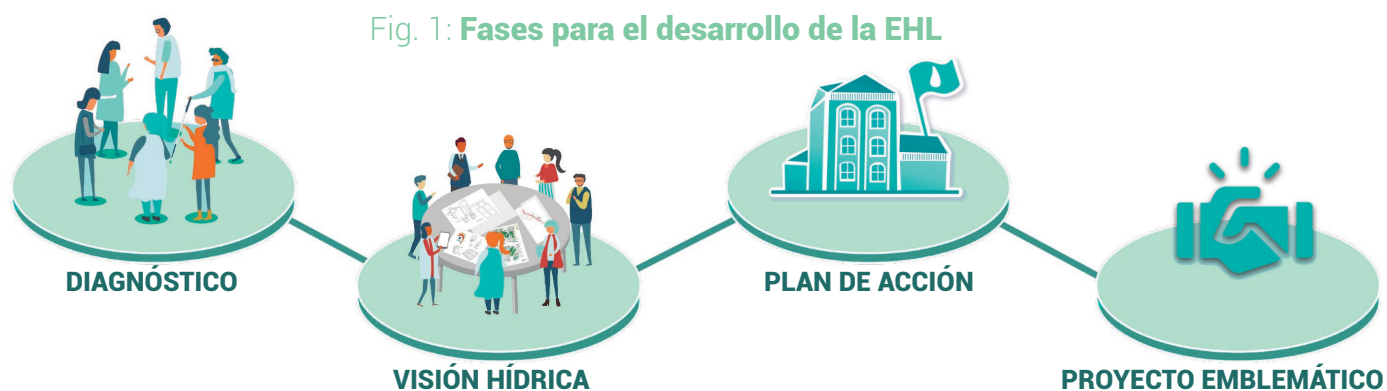 Fig. 1: Fases para el desarrollo de la EHL
DIAGNÓSTICO
VISIÓN HÍDRICA
PLAN DE ACCIÓN
PROYECTO EMBLEMÁTICO